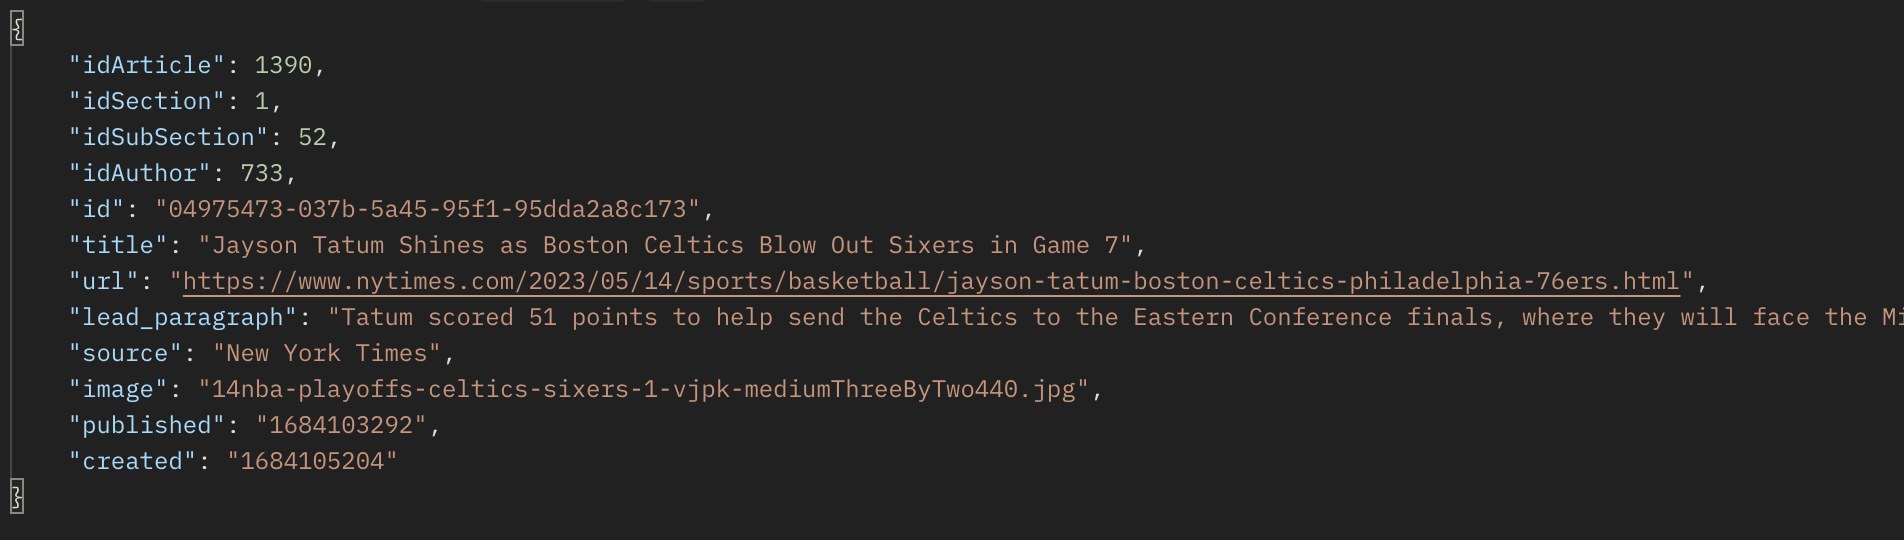 {
"idArticle": 1390,
"idSection": 1,
"idSubSection": 52,
"idAuthor": 733,
"id": "04975473-037b-5a45-95f1-95dda2a8c173",
"title": "Jayson Tatum Shines as Boston Celtics Blow Out Sixers in Game 7",
"url": "https://www.nytimes.com/2023/05/14/sports/basketball/jayson-tatum-boston-celtics-philadelphia-76ers.html",
"lead_paragraph": "Tatum scored 51 points to help send the Celtics to the Eastern Conference finals, where they will face the
"source": "New York Times",
"image": "14nba-playoffs-celtics-sixers-1-vjpk-mediumThreeByTwo440.jpg",
"published": "1684103292",
"created": "1684105204"
}